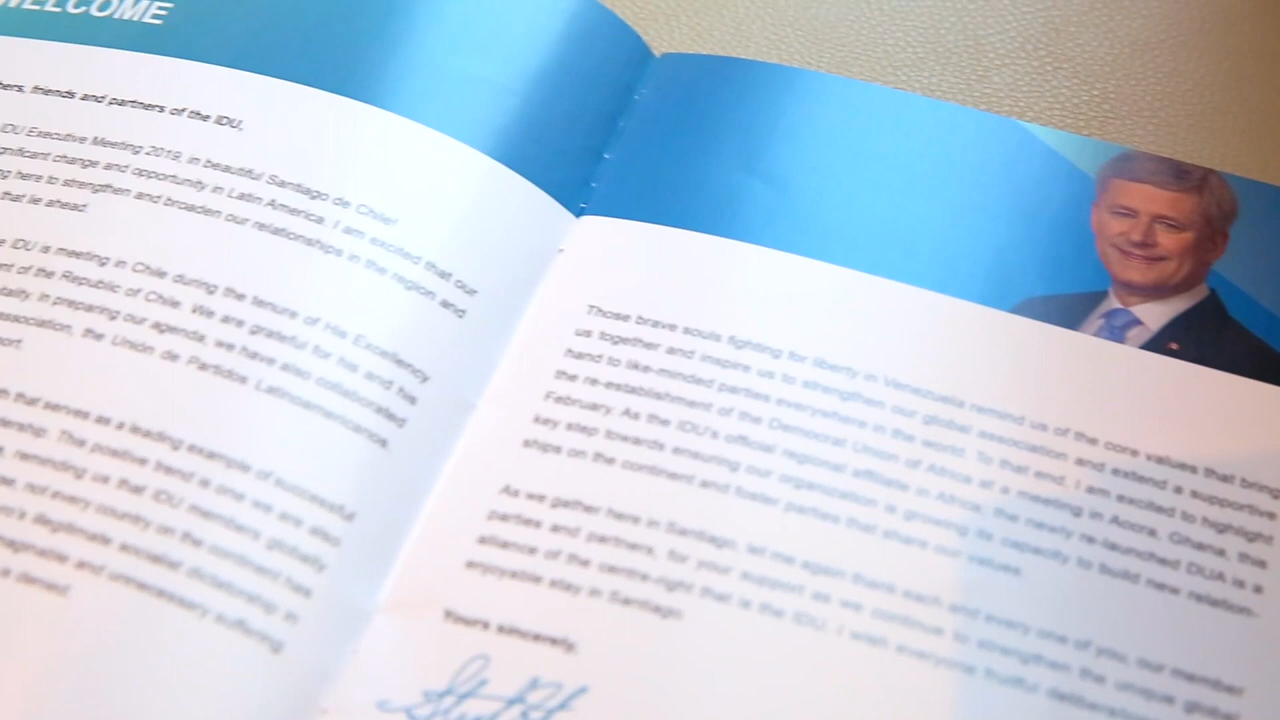 WELCOME
friends and partners of the IDU,
IDU Executive Meeting 2019, in beautiful Santiago de Chile!
significant change and opportunity in Latin America. I am excited that our
here to strengthen and broaden our relationships in the region and
that lie ahead.
IDU is meeting in Chile during the tenure of His Excellency
of the Republic of Chile. We are grateful for his and his
In preparing our agenda, we have also collaborated
association, the Unión de Partidos Latinoamericanos,
that serves as a leading example of successful
The positive trend is one we are also
reminding us that IDU members globally
not every country on the continent has
illegitimate socialist dictatorship in
and unnecessary suffering
Those brave souls fighting for liberty in Venezuela remind us of the core values that bring
us together and inspire us to strengthen our global association and extend a supportive
hand to like-minded parties everywhere in the world. To that end, I am excited to highlight
the re-establishment of the Democrat Union of Africa at a meeting in Accra, Ghana, this
February. As the IDU's official regional affiliate in Africa, the newly re-launched DUA is a
key step towards ensuring our organization is growing its capacity to build new relation-
ships on the continent and foster parties that share our values.
As we gather here in Santiago, let me again thank each and every one of you, our member
parties and partners, for your support as we continue to strengthen the unique global
alliance of the centre-right that is the IDU. I wish everyone fruitful
enjoyable stay in Santiago.
Yours sincerely,